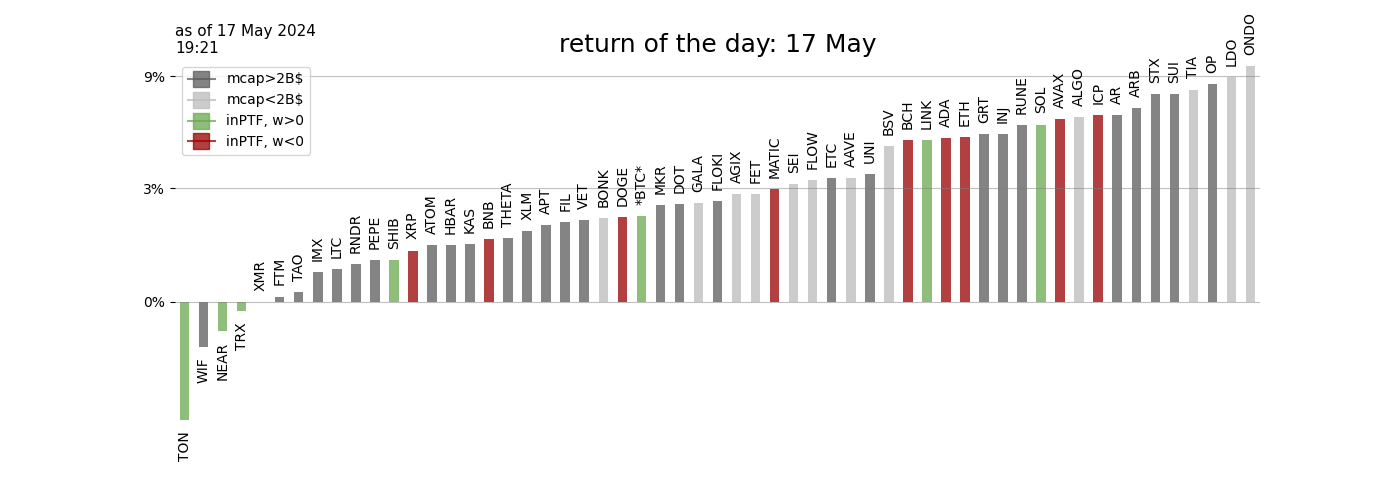 as of 17 May 2024
19:21
return of the day: 17 May
mcap>2B$
mcap<2B$
inPTF, w>0
inPTF, w<0
9%
3%
0%
TON
WIF
NEAR
TRX
XMR
FTM
TAO
IMX
LTC
RNDR
PEPE
SHIB
XRP
ATOM
HBAR
KAS
BNB
THETA
XLM
APT
FIL
VET
BONK
DOGE
*BTC*
MKR
DOT
GALA
FLOKI
AGIX
FET
MATIC
SEI
FLOW
ETC
AAVE
UNI
BSV
BCH
LINK
ADA
ETH
GRT
INJ
RUNE
SOL
AVAX
ALGO
ICP
AR
ARB
STX
SUI
TIA
OP
LDO
ONDO